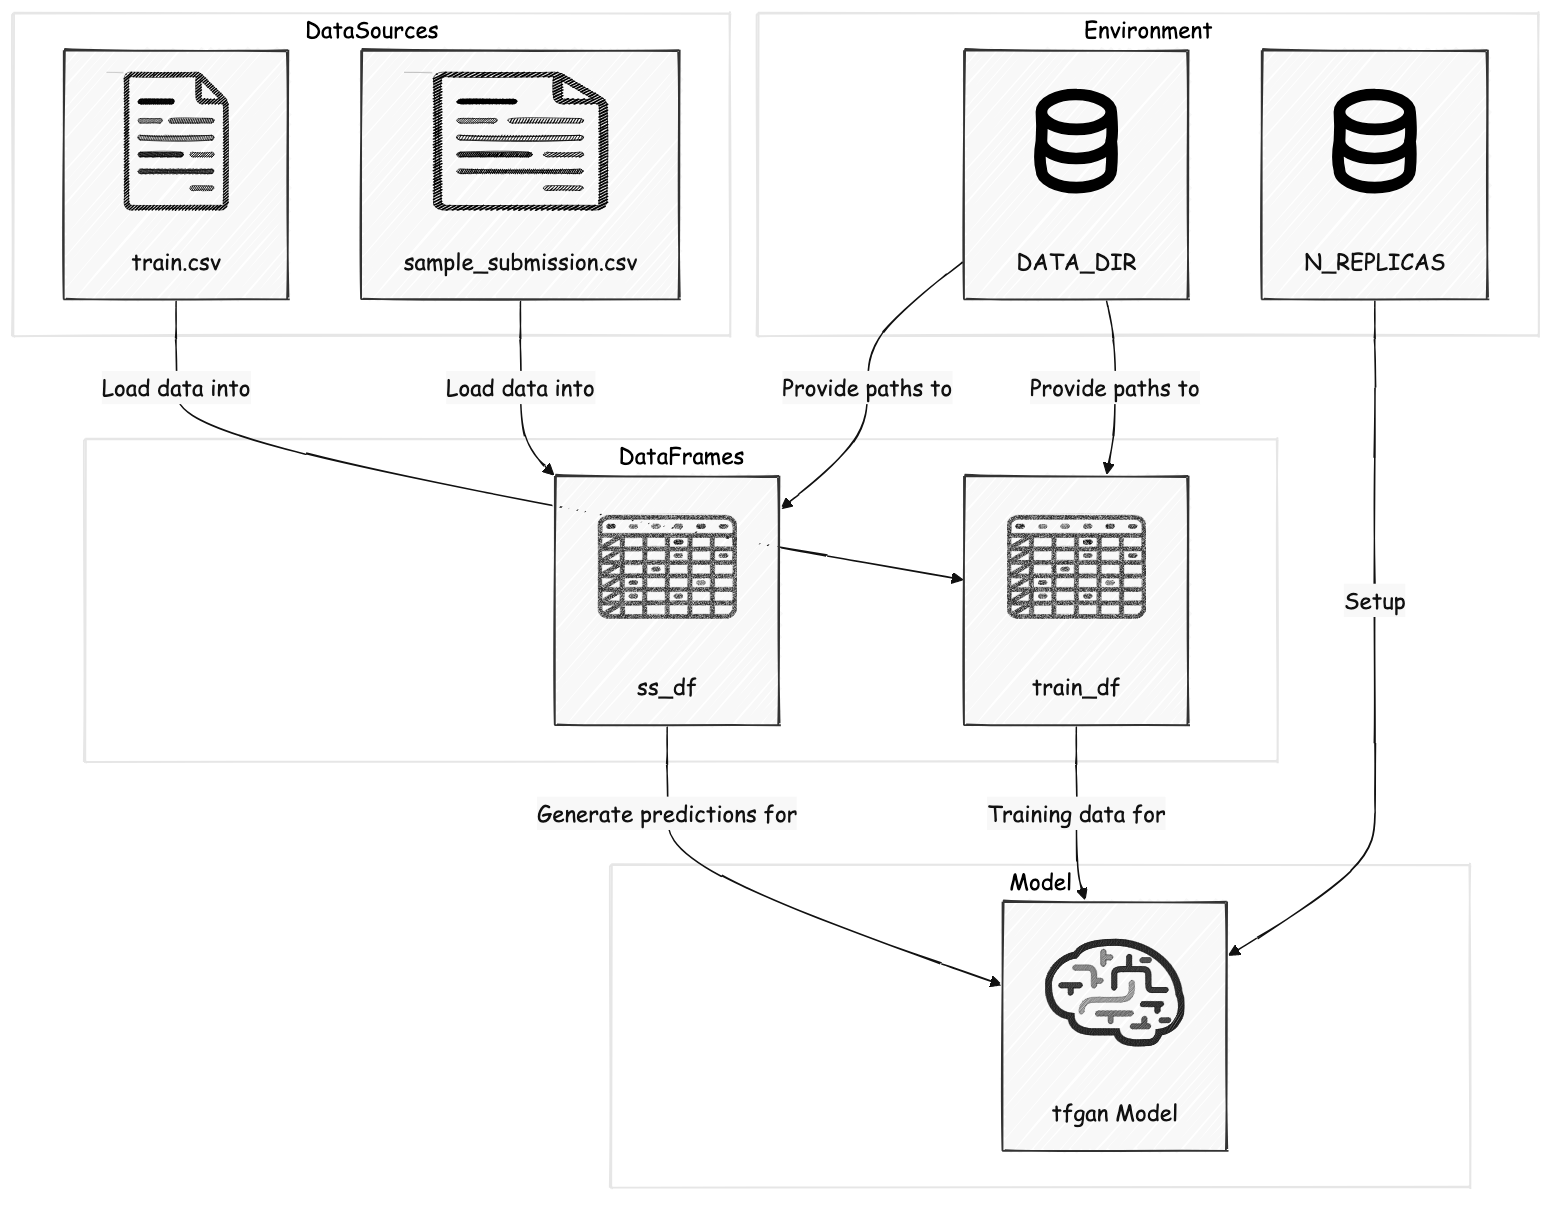 DataSources
Environment
train.csv
sample_submission.csv
DATA_DIR
N_REPLICAS
Load data into
Load data into
Provide paths to
Provide paths to
DataFrames
Setup
ss_df
train_df
Generate predictions for
Training data for
Model
tfgan Model